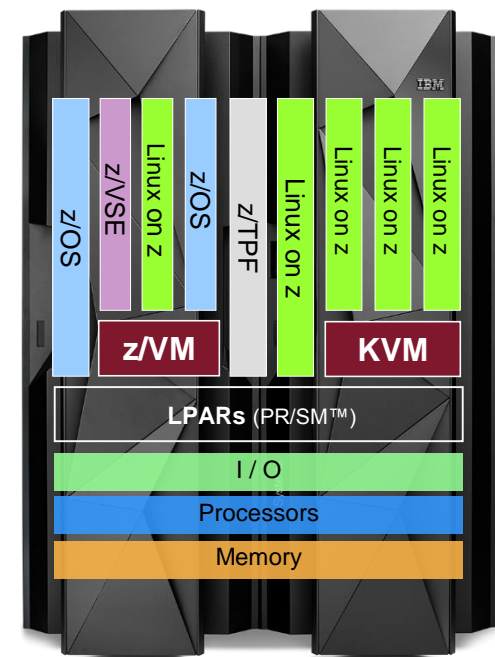 IBM
z/OS
z/VSE
Linux on z
z/OS
z/TPF
Linux on z
Linux on z
Linux on z
Linux on z
z/VM
KVM
LPARs (PR/SM™)
I / O
Processors
Memory